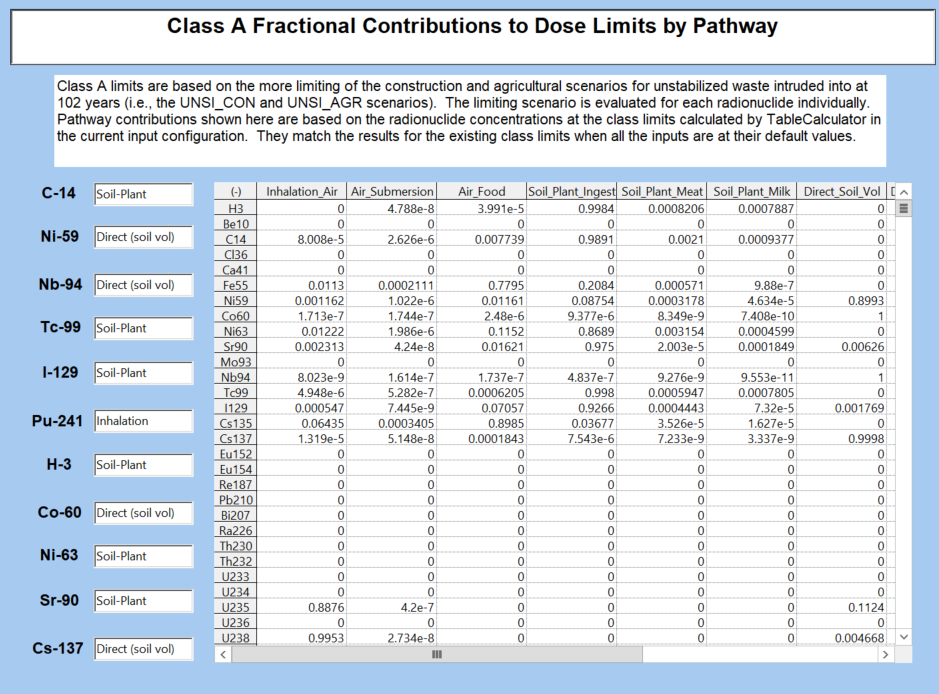 Class A Fractional Contributions to Dose Limits by Pathway
Class A limits are based on the more limiting of the construction and agricultural scenarios for unstabilized waste intruded into at
102 years (i.e., the UNSI_CON and UNSI_AGR scenarios).  The limiting scenario is evaluated for each radionuclide individually.
Pathway contributions shown here are based on the radionuclide concentrations at the class limits calculated by TableCalculator in
the current input configuration.  They match the results for the existing class limits when all the inputs are at their default values.
C-14 Soil-Plant
Ni-59 Direct (soil vol)
Nb-94 Direct (soil vol)
Tc-99 Soil-Plant
I-129 Soil-Plant
Pu-241 Inhalation
H-3 Soil-Plant
Co-60 Direct (soil vol)
Ni-63 Soil-Plant
Sr-90 Soil-Plant
Cs-137 Direct (soil vol)
(-) Inhalation_Air Air_Submersion Air_Food Soil_Plant_Ingest Soil_Plant_Meat Soil_Plant_Milk Direct_Soil_Vol
H3 0 4.788e-8 3.991e-5 0.9984 0.0008206 0.0007887 0
Be10 0 0 0 0 0 0 0
C14 8.008e-5 2.626e-6 0.007739 0.9891 0.0021 0.0009377 0
Cl36 0 0 0 0 0 0 0
Ca41 0 0 0 0 0 0 0
Fe55 0.0113 0.0002111 0.7795 0.2084 0.000571 9.88e-7 0
Ni59 0.001162 1.022e-6 0.01161 0.08754 0.0003178 4.634e-5 0.8993
Co60 1.713e-7 1.744e-7 2.48e-6 9.377e-6 8.349e-9 7.408e-10 1
Ni63 0.01222 1.986e-6 0.1152 0.8689 0.003154 0.0004599 0
Sr90 0.002313 4.24e-8 0.01621 0.975 2.003e-5 0.0001849 0.00626
Mo93 0 0 0 0 0 0 0
Nb94 8.023e-9 1.614e-7 1.737e-7 4.837e-7 9.276e-9 9.553e-11 1
Tc99 4.948e-6 5.282e-7 0.0006205 0.998 0.0005947 0.0007805 0
I129 0.000547 7.445e-9 0.07057 0.9266 0.0004443 7.32e-5 0.001769
Cs135 0.06435 0.0003405 0.8985 0.03677 3.526e-5 1.627e-5 0
Cs137 1.319e-5 5.148e-8 0.0001843 7.543e-6 7.233e-9 3.337e-9 0.9998
Eu152 0 0 0 0 0 0 0
Eu154 0 0 0 0 0 0 0
Re187 0 0 0 0 0 0 0
Pb210 0 0 0 0 0 0 0
Bi207 0 0 0 0 0 0 0
Ra226 0 0 0 0 0 0 0
Th230 0 0 0 0 0 0 0
Th232 0 0 0 0 0 0 0
U233 0 0 0 0 0 0 0
U234 0 0 0 0 0 0 0
U235 0.8876 4.2e-7 0 0 0 0 0.1124
U236 0 0 0 0 0 0 0
U238 0.9953 2.734e-8 0 0 0 0 0.004668